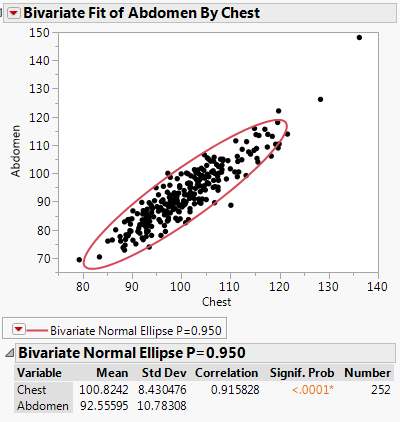 Bivariate Fit of Abdomen By Chest
150
140
130
120
110
100
90
80
70
Abdomen
80 90 100 110 120 130 140
Chest
Bivariate Normal Ellipse P=0.950
Bivariate Normal Ellipse P=0.950
Variable Mean Std Dev Correlation Signif. Prob Number
Chest 100.8242 8.430476 0.915828 <.0001* 252
Abdomen 92.55595 10.78308